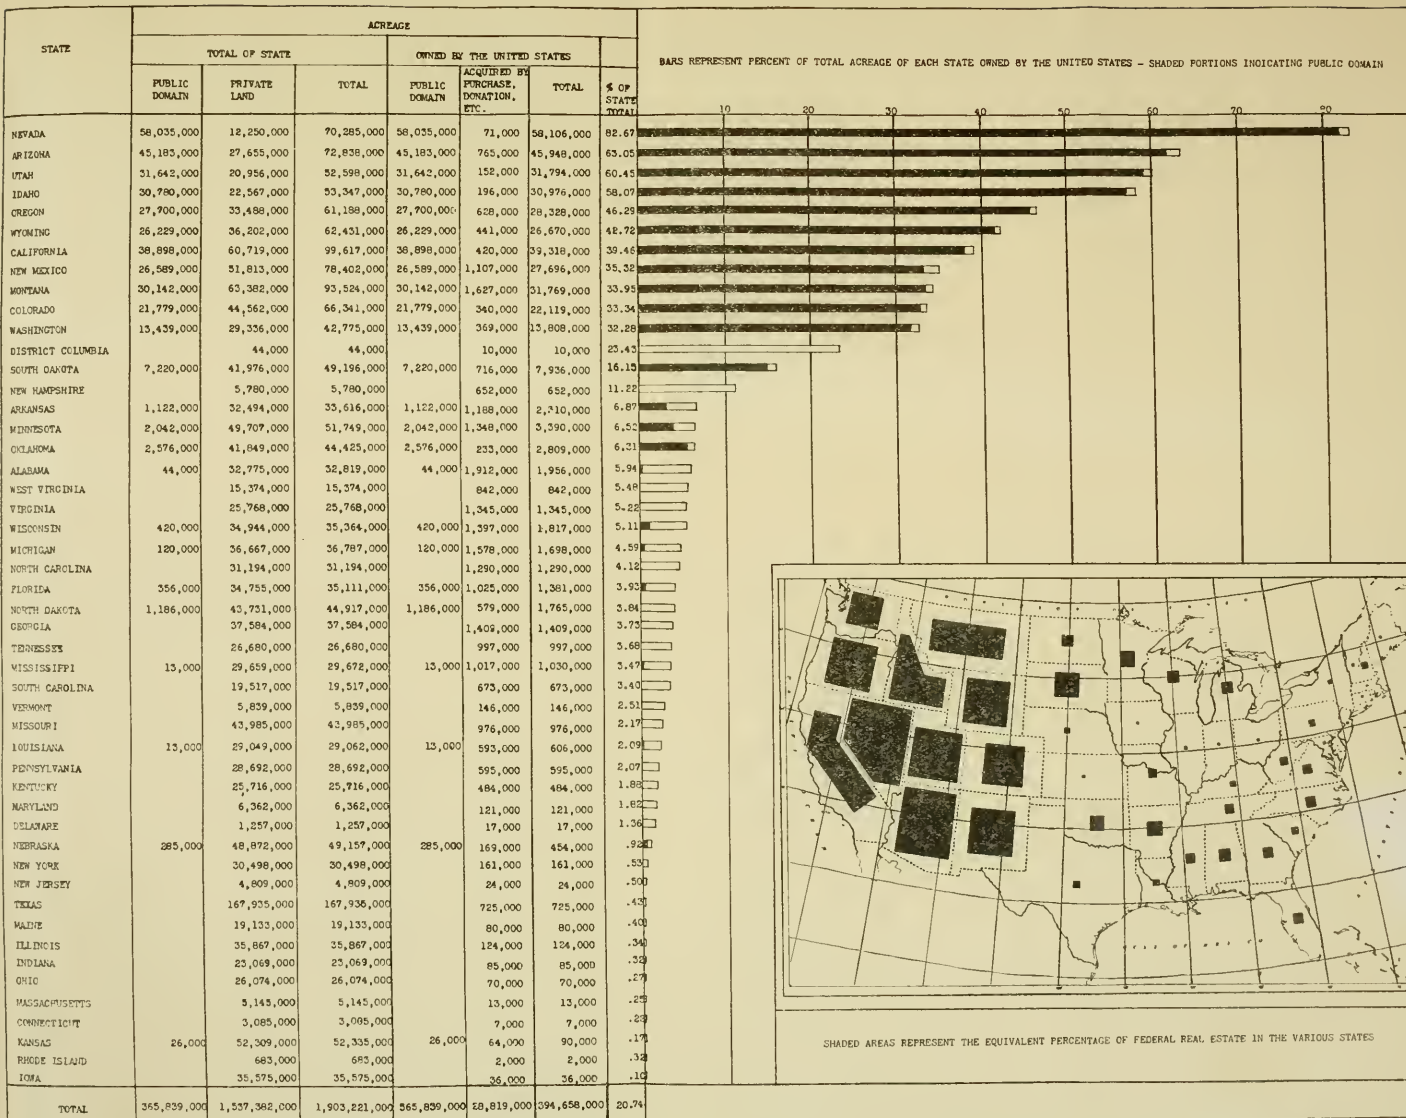 ACREAGE
STATE
TOTAL OF STATE OWNED BY THE UNITED STATES
BARS REPRESENT PERCENT OF TOTAL ACREAGE OF EACH STATE OWNED BY THE UNITED STATES - SHADED PORTIONS INDICATING PUBLIC DOMAIN
PUBLIC DOMAIN PRIVATE LAND TOTAL PUBLIC DOMAIN ACQUIRED BY PURCHASE, DONATION, ETC. TOTAL % OF STATE TOTAL
10 20 30 40 50 60 70 80
NEVADA 58,035,000 12,250,000 70,285,000 58,035,000 71,000 58,106,000 82.67
ARIZONA 45,183,000 27,655,000 72,838,000 45,183,000 765,000 45,948,000 63.05
UTAH 31,642,000 20,956,000 52,598,000 31,642,000 152,000 31,794,000 60.45
IDAHO 30,780,000 22,567,000 53,347,000 30,780,000 196,000 30,976,000 58.07
OREGON 27,700,000 33,488,000 61,188,000 27,700,000 628,000 28,328,000 46.29
WYOMING 26,229,000 36,202,000 62,431,000 26,229,000 441,000 26,670,000 42.72
CALIFORNIA 38,898,000 60,719,000 99,617,000 38,898,000 420,000 39,318,000 39.46
NEW MEXICO 26,589,000 51,813,000 78,402,000 26,589,000 1,107,000 27,696,000 35.32
MONTANA 30,142,000 63,382,000 93,524,000 30,142,000 1,627,000 31,769,000 33.95
COLORADO 21,779,000 44,562,000 66,341,000 21,779,000 340,000 22,119,000 33.34
WASHINGTON 13,439,000 29,336,000 42,775,000 13,439,000 369,000 13,808,000 32.28
DISTRICT COLUMBIA 44,000 44,000 10,000 10,000 23.43
SOUTH DAKOTA 7,220,000 41,976,000 49,196,000 7,220,000 716,000 7,936,000 16.13
NEW HAMPSHIRE 5,780,000 5,780,000 652,000 652,000 11.22
ARKANSAS 1,122,000 32,494,000 33,616,000 1,122,000 1,188,000 2,310,000 6.87
MINNESOTA 2,042,000 49,707,000 51,749,000 2,042,000 1,348,000 3,390,000 6.52
OKLAHOMA 2,576,000 41,849,000 44,425,000 2,576,000 233,000 2,809,000 6.31
ALABAMA 44,000 32,775,000 32,819,000 44,000 1,912,000 1,956,000 5.94
WEST VIRGINIA 15,374,000 15,374,000 842,000 842,000 5.48
VIRGINIA 25,768,000 25,768,000 1,345,000 1,345,000 5.22
WISCONSIN 420,000 34,944,000 35,364,000 420,000 1,397,000 1,817,000 5.11
MICHIGAN 120,000 36,667,000 36,787,000 120,000 1,578,000 1,698,000 4.59
NORTH CAROLINA 31,194,000 31,194,000 1,290,000 1,290,000 4.12
FLORIDA 356,000 34,755,000 35,111,000 356,000 1,025,000 1,381,000 3.93
NORTH DAKOTA 1,186,000 43,731,000 44,917,000 1,186,000 579,000 1,765,000 3.84
GEORGIA 37,584,000 37,584,000 1,409,000 1,409,000 3.73
TENNESSEE 26,680,000 26,680,000 997,000 997,000 3.68
MISSISSIPPI 13,000 29,659,000 29,672,000 13,000 1,017,000 1,030,000 3.47
SOUTH CAROLINA 19,517,000 19,517,000 673,000 673,000 3.40
VERMONT 5,839,000 5,839,000 146,000 146,000 2.51
MISSOURI 43,985,000 43,985,000 976,000 976,000 2.17
LOUISIANA 13,000 29,049,000 29,062,000 13,000 593,000 606,000 2.09
PENNSYLVANIA 28,692,000 28,692,000 595,000 595,000 2.07
KENTUCKY 25,716,000 25,716,000 484,000 484,000 1.88
MARYLAND 6,362,000 6,362,000 121,000 121,000 1.82
DELAWARE 1,257,000 1,257,000 17,000 17,000 1.36
NEBRASKA 285,000 48,872,000 49,157,000 285,000 169,000 454,000 .92
NEW YORK 30,498,000 30,498,000 161,000 161,000 .53
NEW JERSEY 4,809,000 4,809,000 24,000 24,000 .50
TEXAS 167,935,000 167,935,000 725,000 725,000 .43
MAINE 19,133,000 19,133,000 80,000 80,000 .40
ILLINOIS 35,867,000 35,867,000 124,000 124,000 .34
INDIANA 23,069,000 23,069,000 85,000 85,000 .32
OHIO 26,074,000 26,074,000 70,000 70,000 .27
MASSACHUSETTS 5,145,000 5,145,000 13,000 13,000 .25
CONNECTICUT 3,085,000 3,085,000 7,000 7,000 .23
KANSAS 26,000 52,309,000 52,335,000 26,000 64,000 90,000 .17
RHODE ISLAND 683,000 683,000 2,000 2,000 .32
IOWA 35,575,000 35,575,000 36,000 36,000 .10
TOTAL 365,839,000 1,537,382,000 1,903,221,000 365,839,000 28,819,000 394,658,000 20.74
SHADED AREAS REPRESENT THE EQUIVALENT PERCENTAGE OF FEDERAL REAL ESTATE IN THE VARIOUS STATES